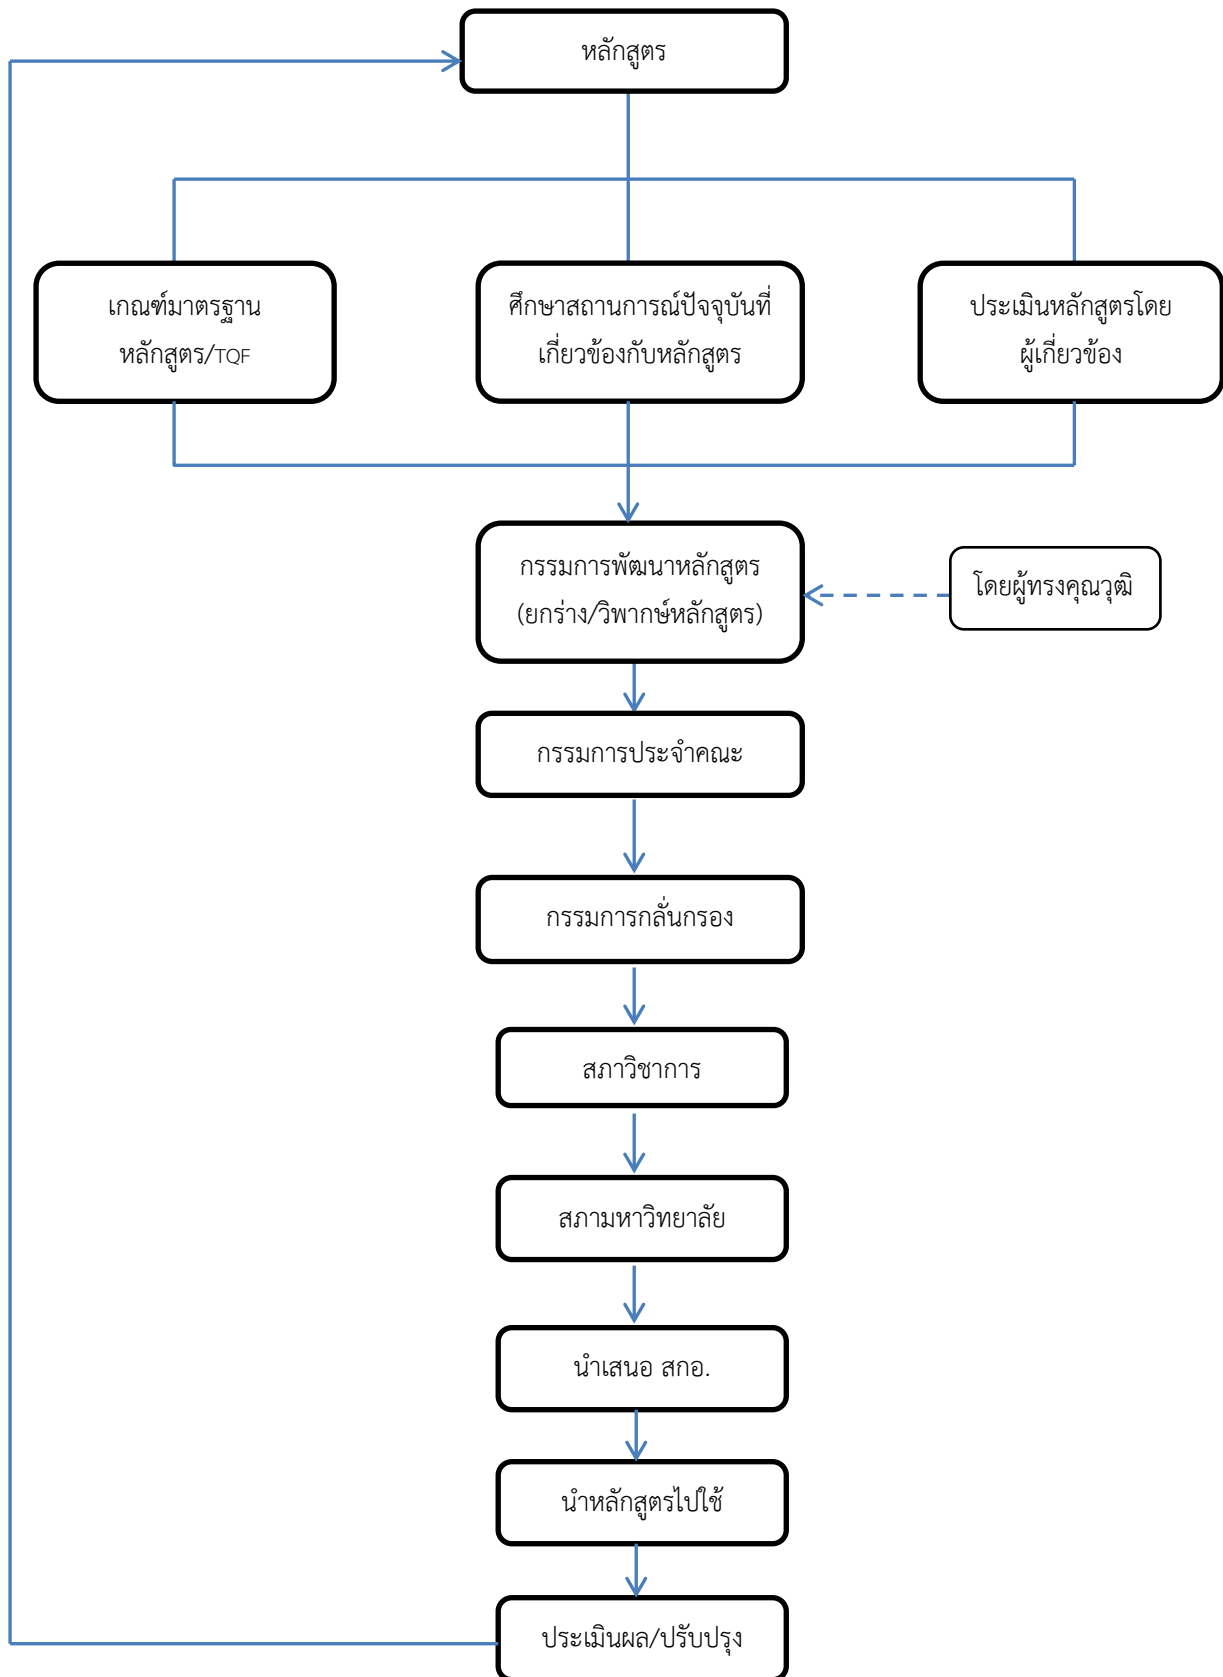 หลักสูตร
เกณฑ์มาตรฐาน
หลักสูตร/TQF
ศึกษาสถานการณ์ปัจจุบันที่
เกี่ยวข้องกับหลักสูตร
ประเมินหลักสูตรโดย
ผู้เกี่ยวข้อง
กรรมการพัฒนาหลักสูตร
(ยกร่าง/วิพากษ์หลักสูตร)
โดยผู้ทรงคุณวุฒิ
กรรมการประจำคณะ
กรรมการกลั่นกรอง
สภาวิชาการ
สภามหาวิทยาลัย
นำเสนอ สกอ.
นำหลักสูตรไปใช้
ประเมินผล/ปรับปรุง